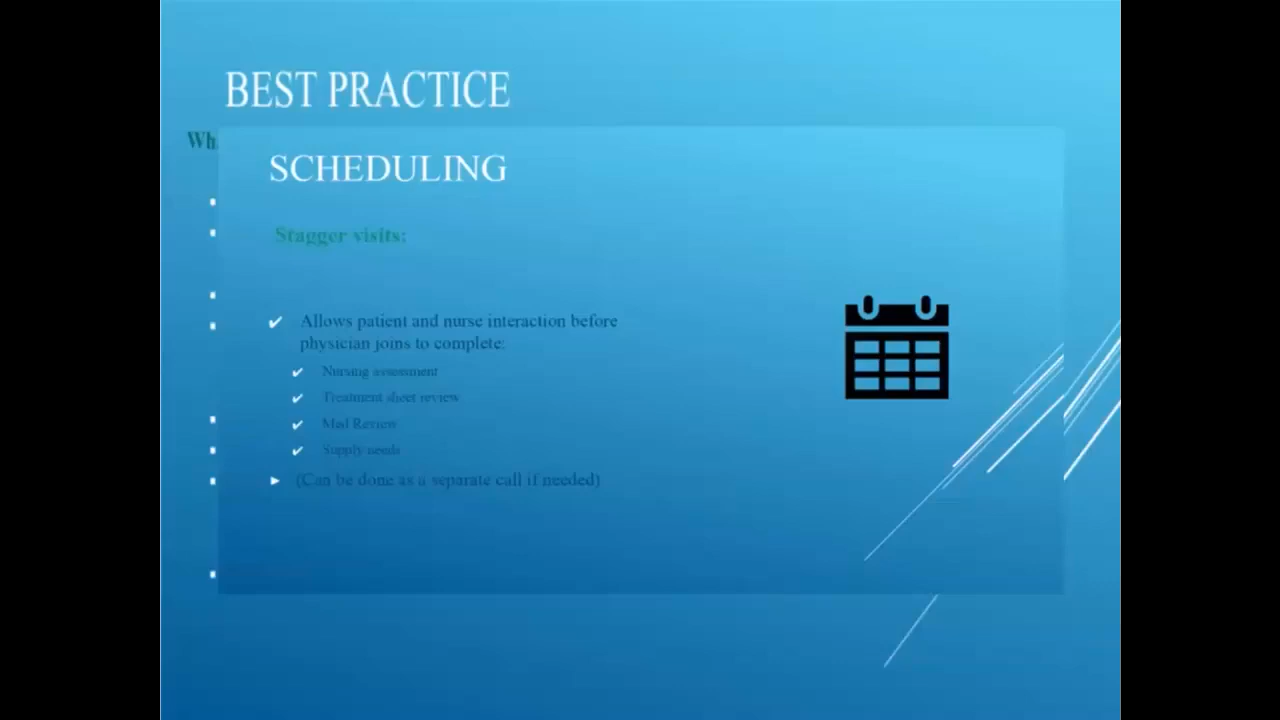 BEST PRACTICE
Wh
SCHEDULING
Stagger visits:
Allows patient and nurse interaction before
physician joins to complete:
Nursing assessment
Treatment sheet review
Med Review
Supply needs
(Can be done as a separate call if needed)